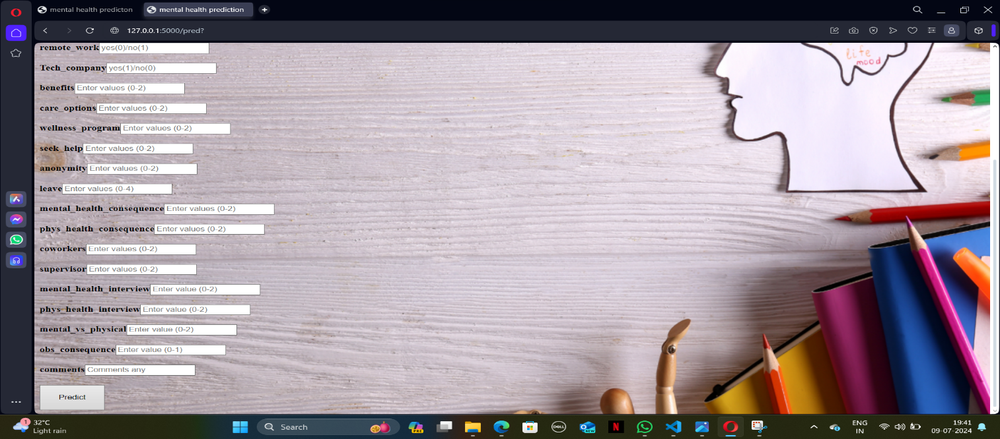 mental health predicton
mental health prediction
127.0.0.1:5000/pred?
life
mood
remote_work yes(0)/no(1)
Tech_company yes(1)/no(0)
benefits Enter values (0-2)
care_options Enter values (0-2)
wellness_program Enter values (0-2)
seek_help Enter values (0-2)
anonymity Enter values (0-2)
leave Enter values (0-4)
mental_health_consequence Enter values (0-2)
phys_health_consequence Enter values (0-2)
coworkers Enter values (0-2)
supervisor Enter values (0-2)
mental_health_interview Enter value (0-2)
phys_health_interview Enter value (0-2)
mental_vs_physical Enter value (0-2)
obs_consequence Enter value (0-1)
comments Comments any
Predict
1
32°C
Light rain
Search
PRE
DELL
NEW
N
ENG
IN
19:41
09-07-2024